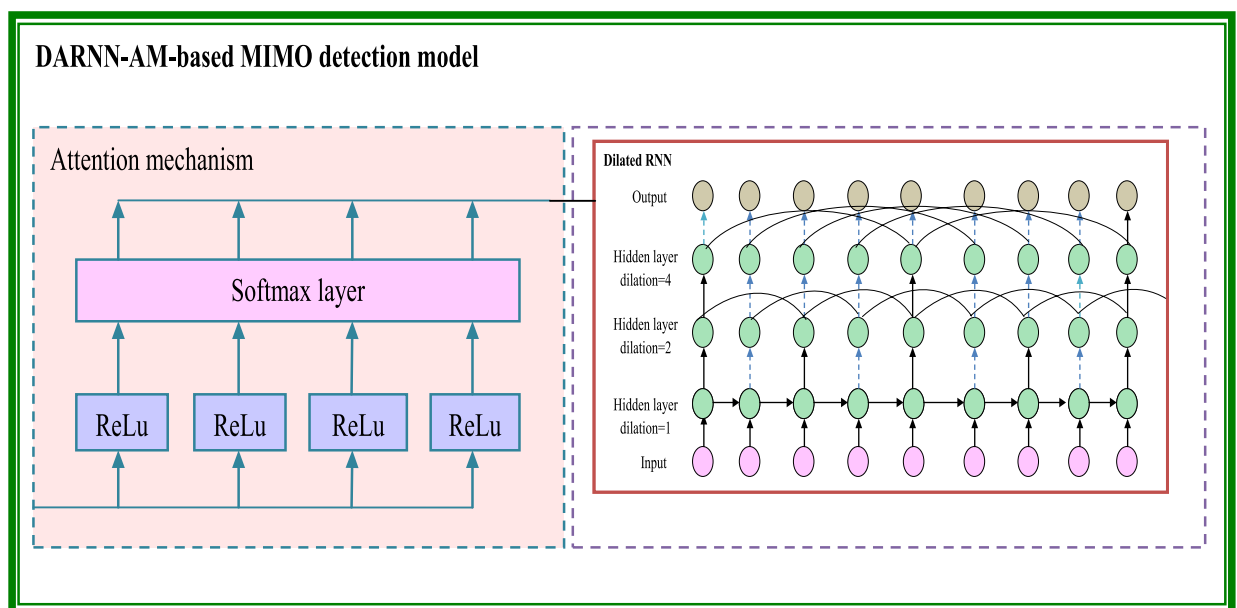 DARNN-AM-based MIMO detection model
Attention mechanism
Softmax layer
ReLu ReLu ReLu ReLu
Dilated RNN
Output
Hidden layer
dilation=4
Hidden layer
dilation=2
Hidden layer
dilation=1
Input